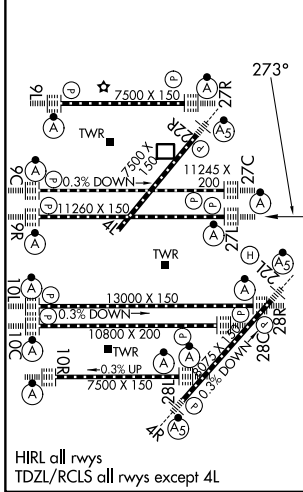 9L
P
7500 X 150
P
A
27R
A
TWR
22R
A5
273°
P
9C
A
P
0.3% DOWN
7500 X
150
11245 X
200
P
27C
A
11260 X 150
P
P
9R
P
A
4L
A
27L
TWR
H
22L
A5
10L
A
P
13000 X 150
P
0.3% DOWN
A
28R
10C
A
10800 X 200
A
28C
TWR
0.3% UP
A
P
8075 X 150
0.3% DOWN
10R
A
7500 X 150
28L
P
4R
A5
HIRL all rwys
TDZL/RCLS all rwys except 4L